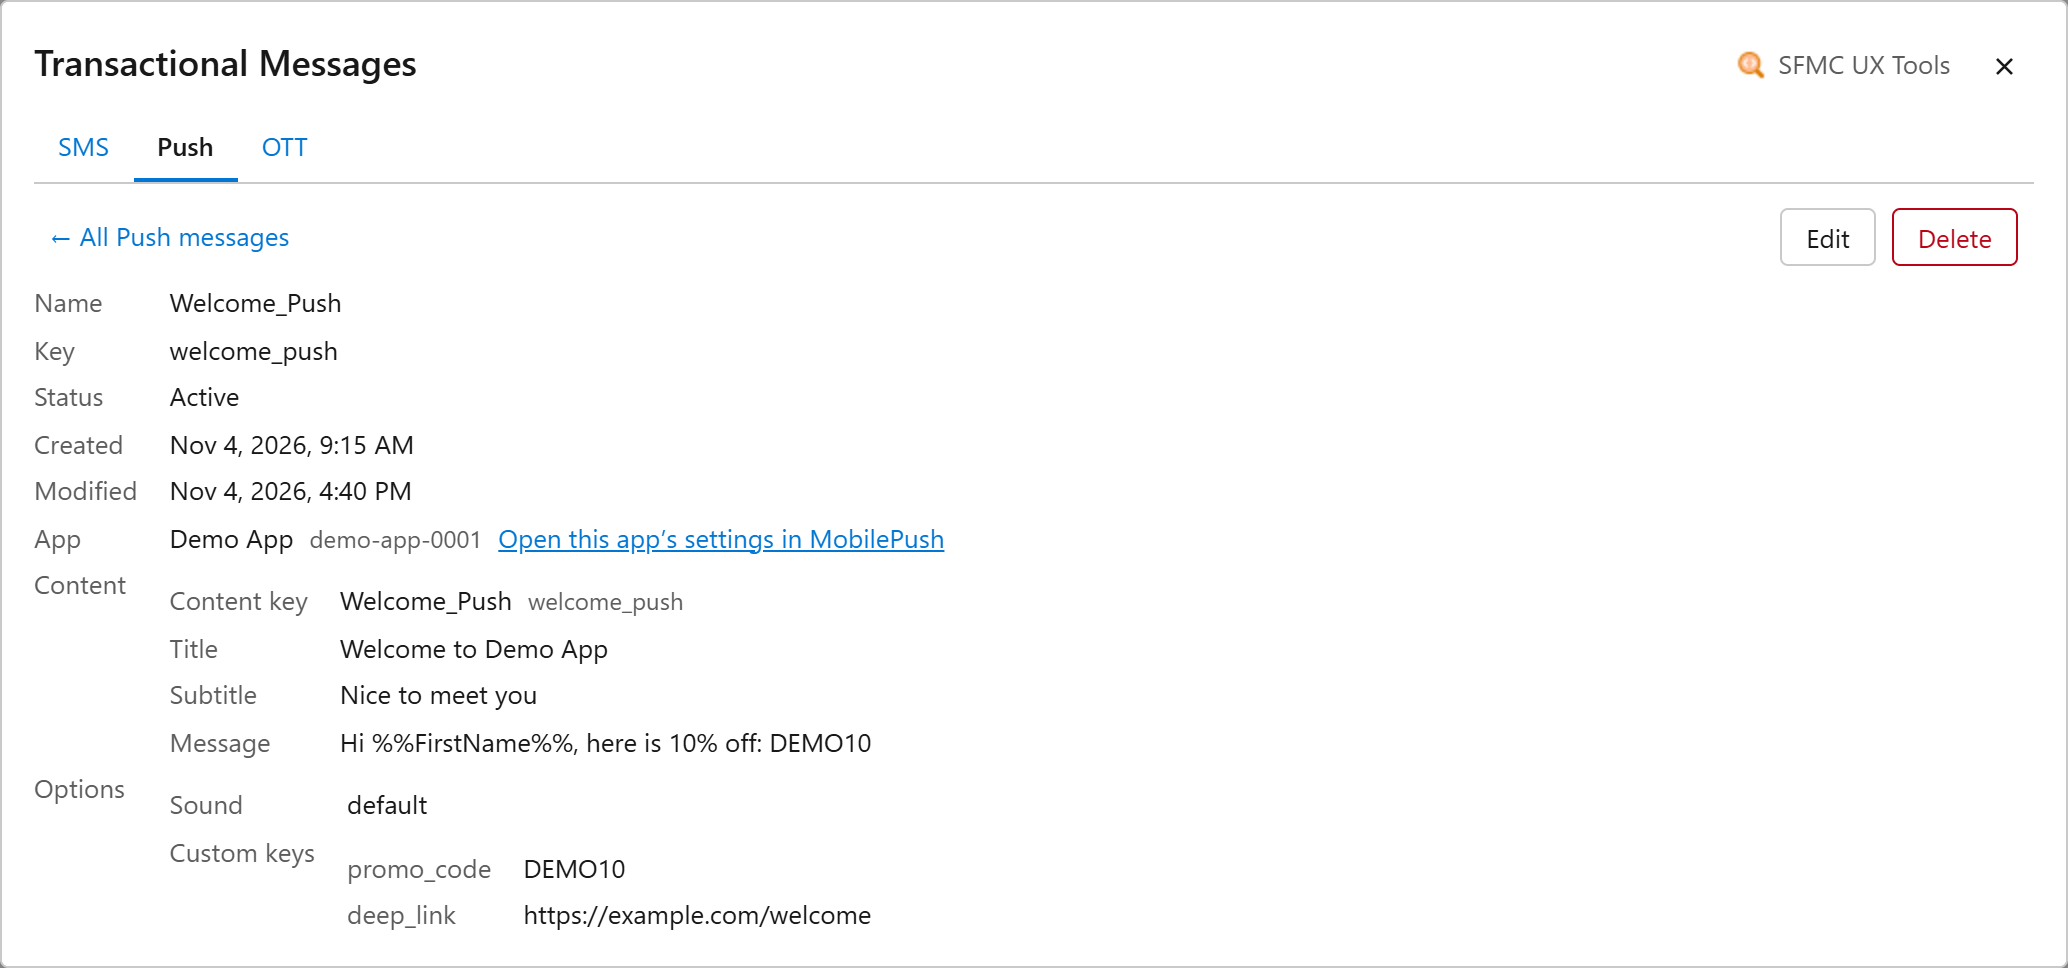 Transactional Messages
SFMC UX Tools
SMS Push OTT
← All Push messages
Edit Delete
Name Welcome_Push
Key welcome_push
Status Active
Created Nov 4, 2026, 9:15 AM
Modified Nov 4, 2026, 4:40 PM
App Demo App demo-app-0001 Open this app’s settings in MobilePush
Content
Content key Welcome_Push welcome_push
Title Welcome to Demo App
Subtitle Nice to meet you
Message Hi %%FirstName%%, here is 10% off: DEMO10
Options
Sound default
Custom keys
promo_code DEMO10
deep_link https://example.com/welcome